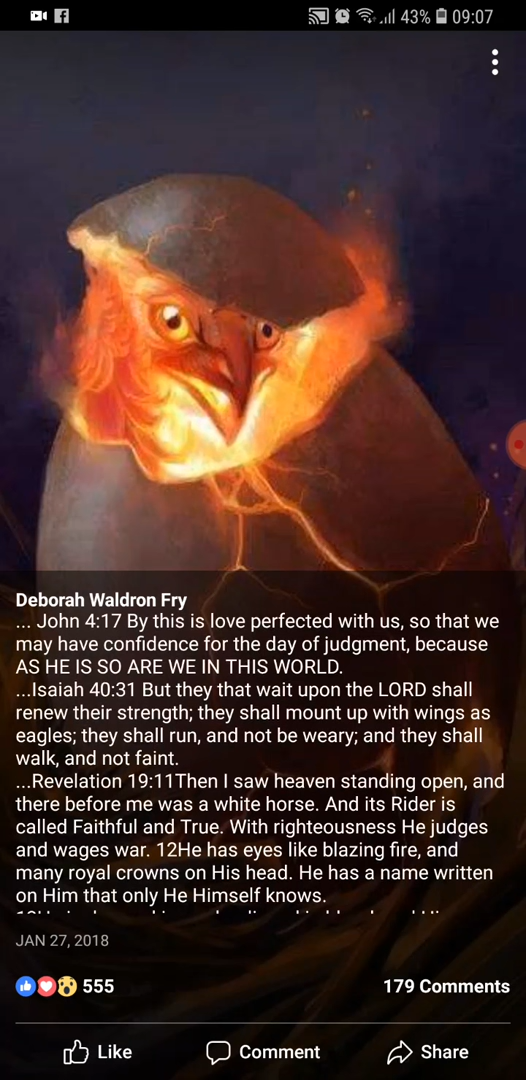 43% 09:07
Deborah Waldron Fry
... John 4:17 By this is love perfected with us, so that we
may have confidence for the day of judgment, because
AS HE IS SO ARE WE IN THIS WORLD.
...Isaiah 40:31 But they that wait upon the LORD shall
renew their strength; they shall mount up with wings as
eagles; they shall run, and not be weary; and they shall
walk, and not faint.
...Revelation 19:11Then I saw heaven standing open, and
there before me was a white horse. And its Rider is
called Faithful and True. With righteousness He judges
and wages war. 12He has eyes like blazing fire, and
many royal crowns on His head. He has a name written
on Him that only He Himself knows.
JAN 27, 2018
555 179 Comments
Like Comment Share